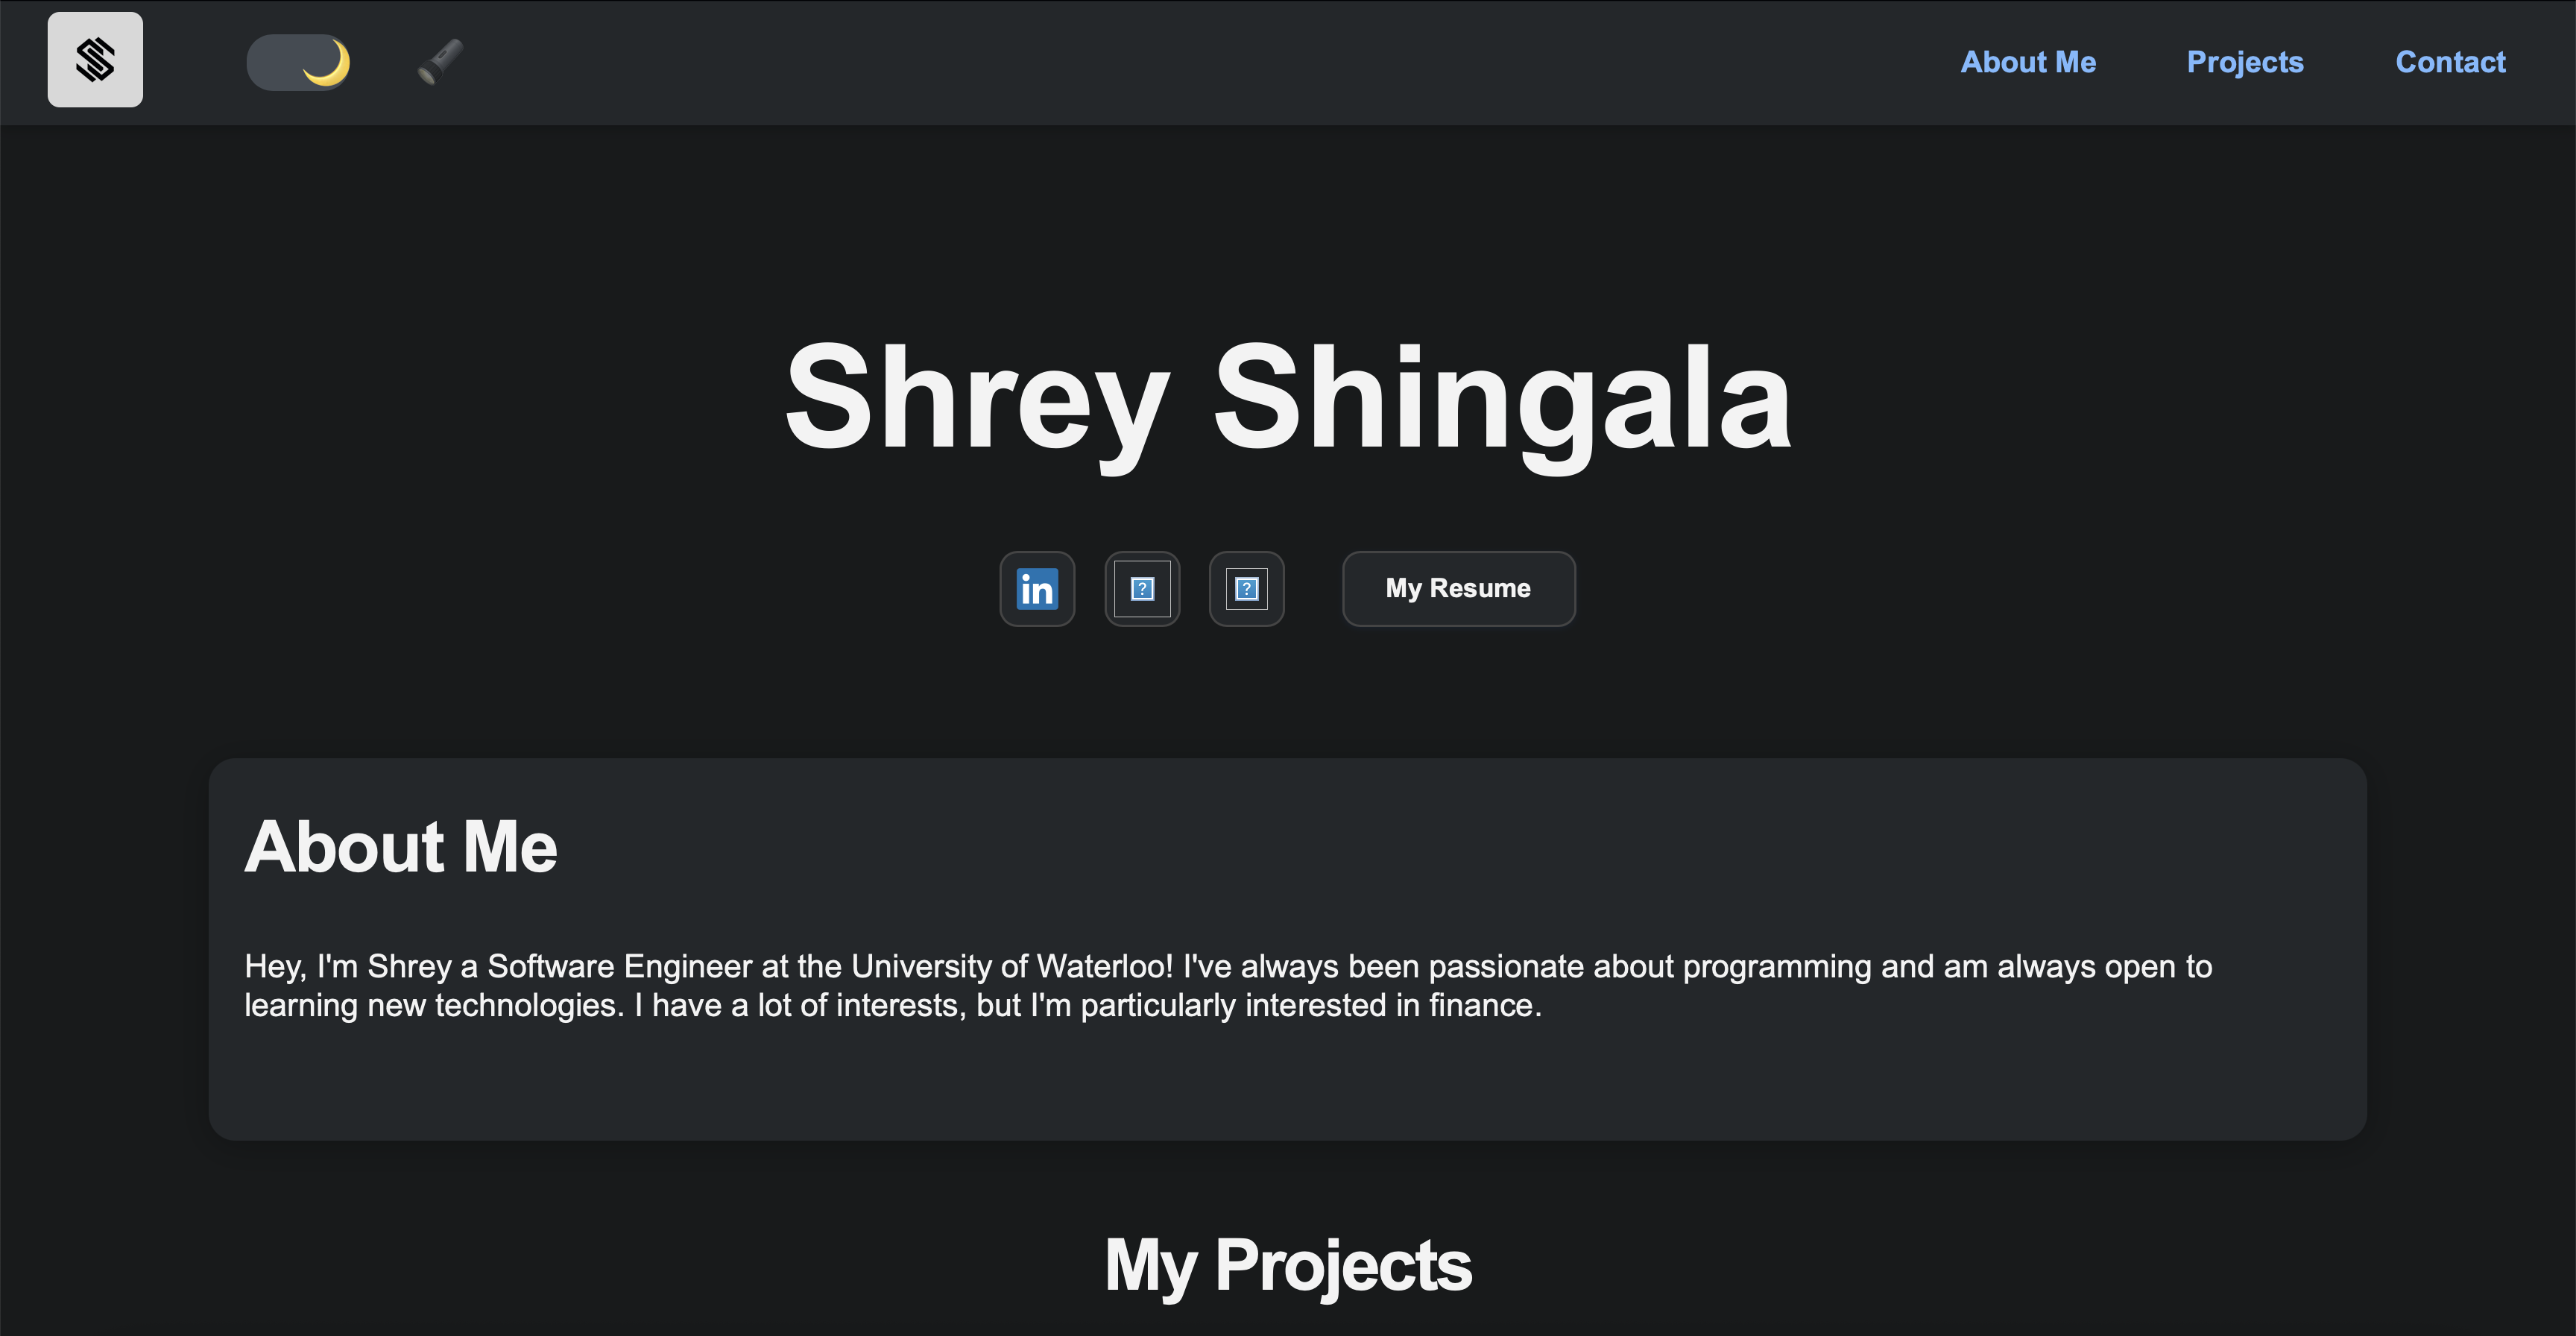 About Me
Projects
Contact
Shrey Shingala
in
?
?
My Resume
About Me
Hey, I'm Shrey a Software Engineer at the University of Waterloo! I've always been passionate about programming and am always open to
learning new technologies. I have a lot of interests, but I'm particularly interested in finance.
My Projects